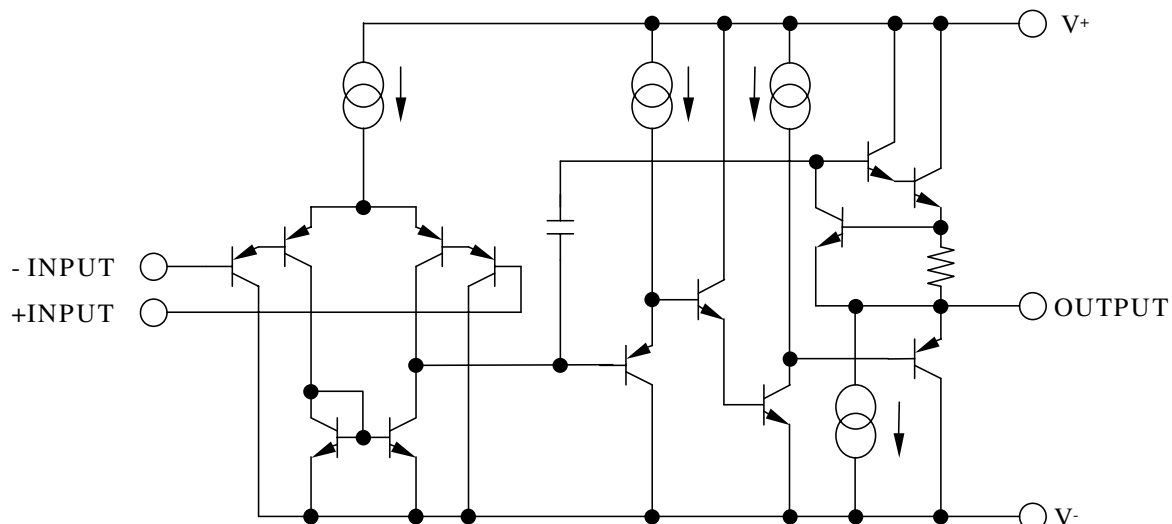 V+
- INPUT
+INPUT
OUTPUT
V-